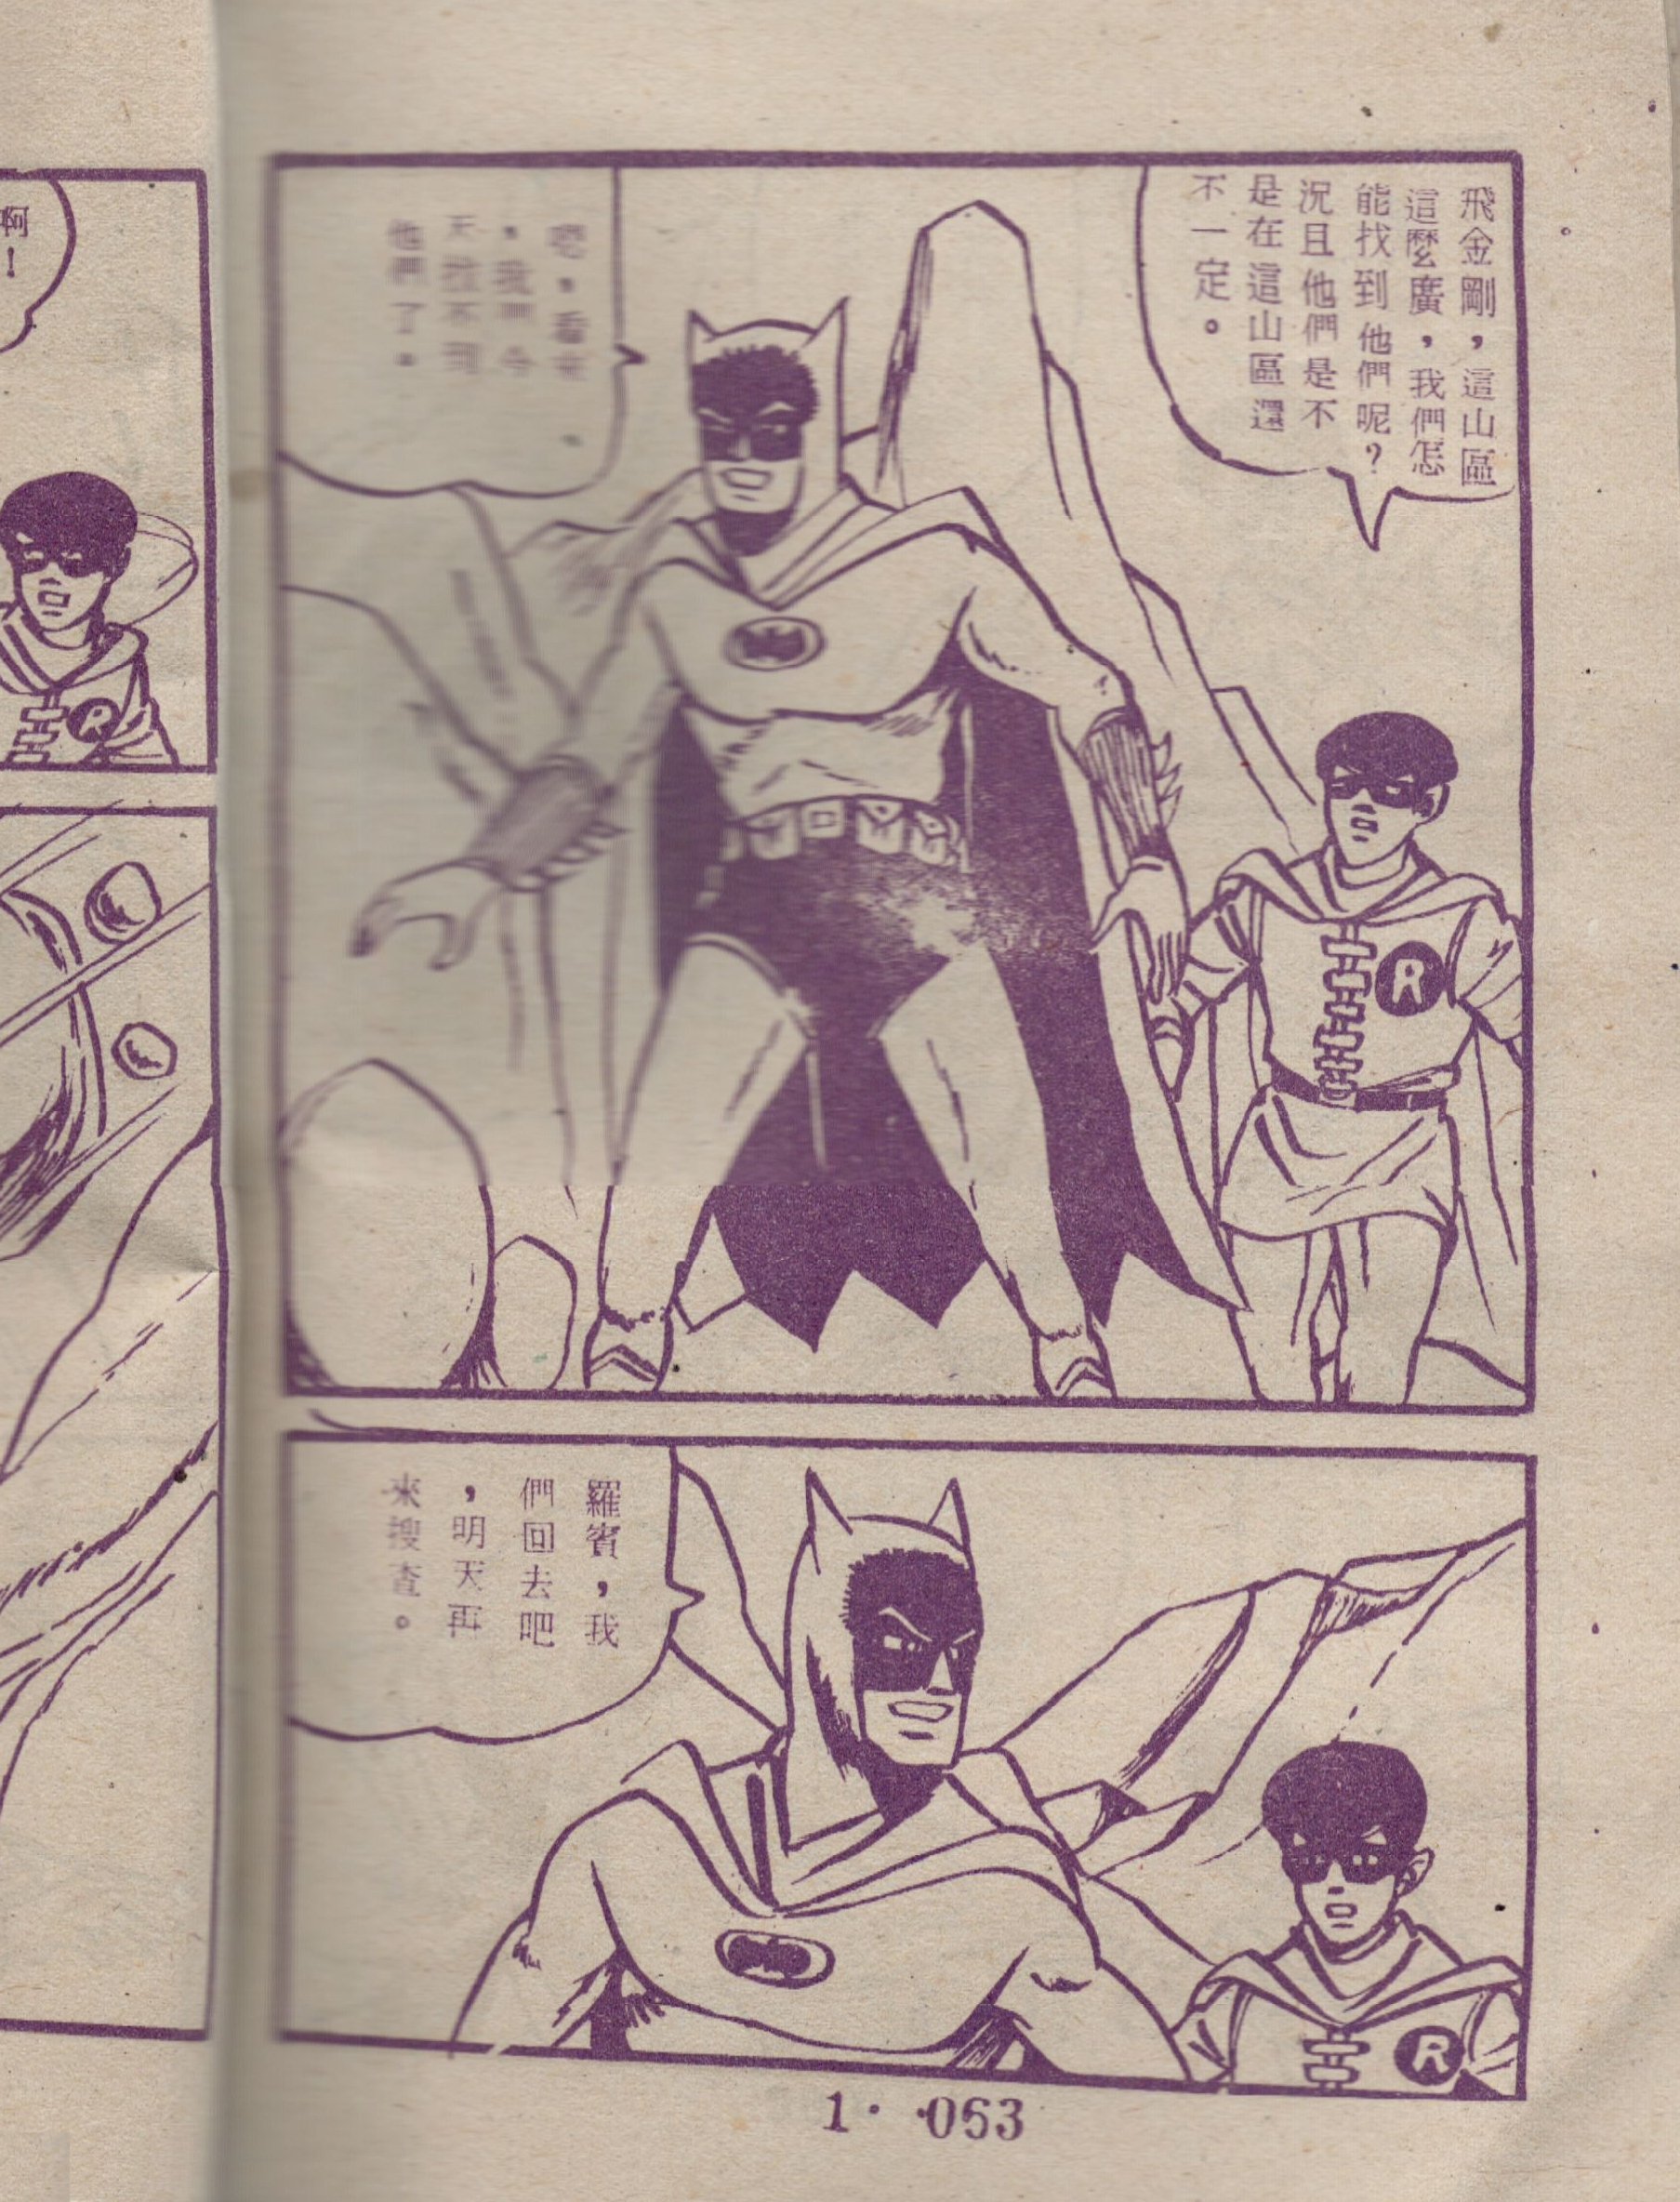 飛金剛，這山區
這麼廣，我們怎
能找到他們呢？
況且他們是不
是在這山區還
不一定。
嗯，看來
，我們今
天找不到
他們了。
R
羅賓，我
們回去吧
，明天再
來搜查。
R
1．063
！
R